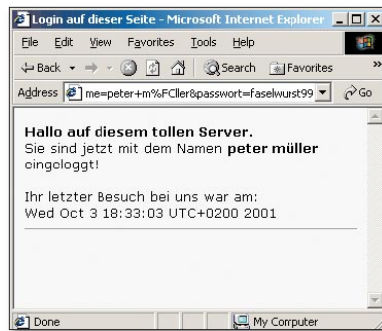 Login auf dieser Seite - Microsoft Internet Explorer
File Edit View Favorites Tools Help
Back Search Favorites »
Address me=peter+m%FCller&passwort=faselwurst99 Go
Hallo auf diesem tollen Server.
Sie sind jetzt mit dem Namen peter müller
eingeloggt!
Ihr letzter Besuch bei uns war am:
Wed Oct 3 18:33:03 UTC+0200 2001
Done My Computer